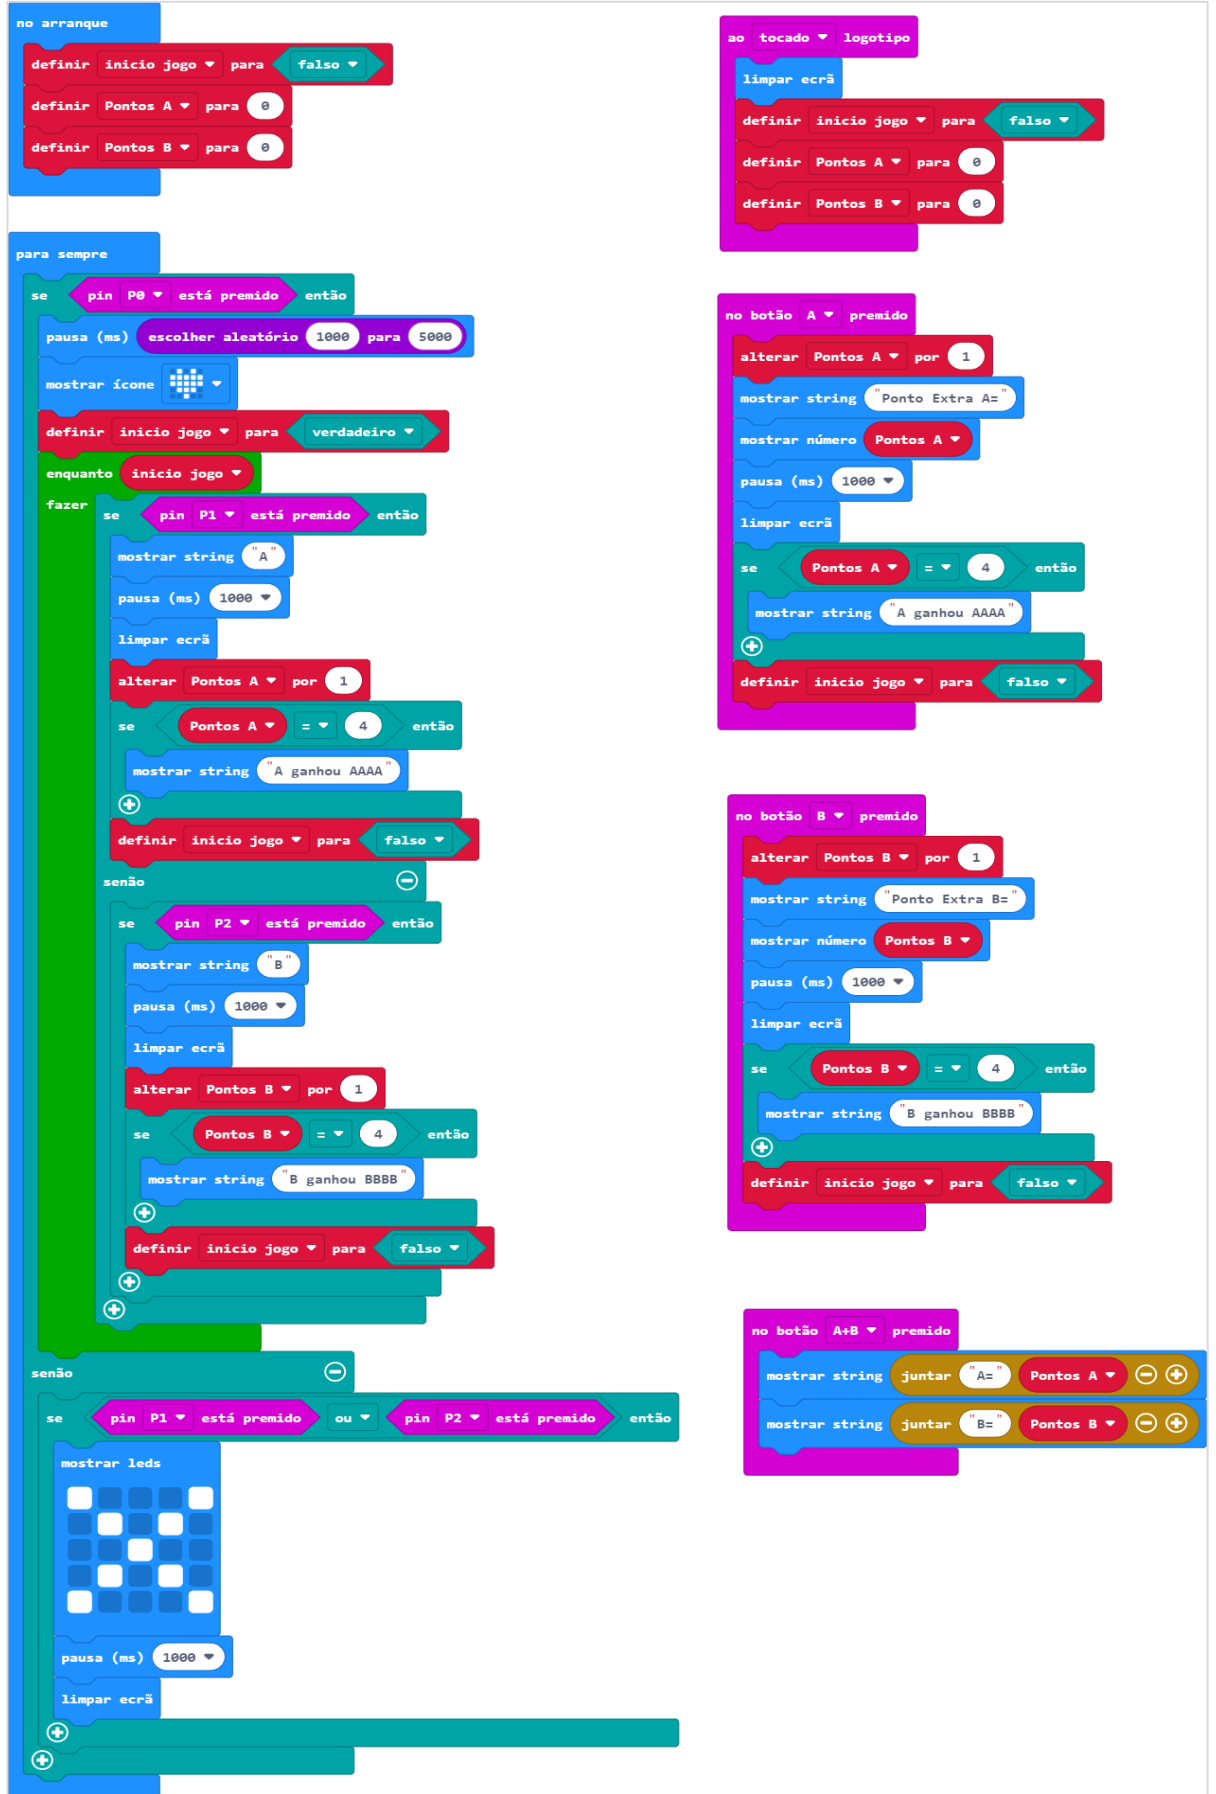 no arranque
definir inicio jogo para falso
definir Pontos A para 0
definir Pontos B para 0
para sempre
se pin P0 está premido então
pausa (ms) escolher aleatório 1000 para 5000
mostrar ícone
definir inicio jogo para verdadeiro
enquanto inicio jogo
fazer
se pin P1 está premido então
mostrar string "A"
pausa (ms) 1000
limpar ecrã
alterar Pontos A por 1
se Pontos A = 4 então
mostrar string "A ganhou AAAA"
definir inicio jogo para falso
senão
se pin P2 está premido então
mostrar string "B"
pausa (ms) 1000
limpar ecrã
alterar Pontos B por 1
se Pontos B = 4 então
mostrar string "B ganhou BBBB"
definir inicio jogo para falso
senão
se pin P1 está premido ou pin P2 está premido então
mostrar leds
pausa (ms) 1000
limpar ecrã
ao tocado logotipo
limpar ecrã
definir inicio jogo para falso
definir Pontos A para 0
definir Pontos B para 0
no botão A premido
alterar Pontos A por 1
mostrar string "Ponto Extra A="
mostrar número Pontos A
pausa (ms) 1000
limpar ecrã
se Pontos A = 4 então
mostrar string "A ganhou AAAA"
definir inicio jogo para falso
no botão B premido
alterar Pontos B por 1
mostrar string "Ponto Extra B="
mostrar número Pontos B
pausa (ms) 1000
limpar ecrã
se Pontos B = 4 então
mostrar string "B ganhou BBBB"
definir inicio jogo para falso
no botão A+B premido
mostrar string juntar "A=" Pontos A
mostrar string juntar "B=" Pontos B